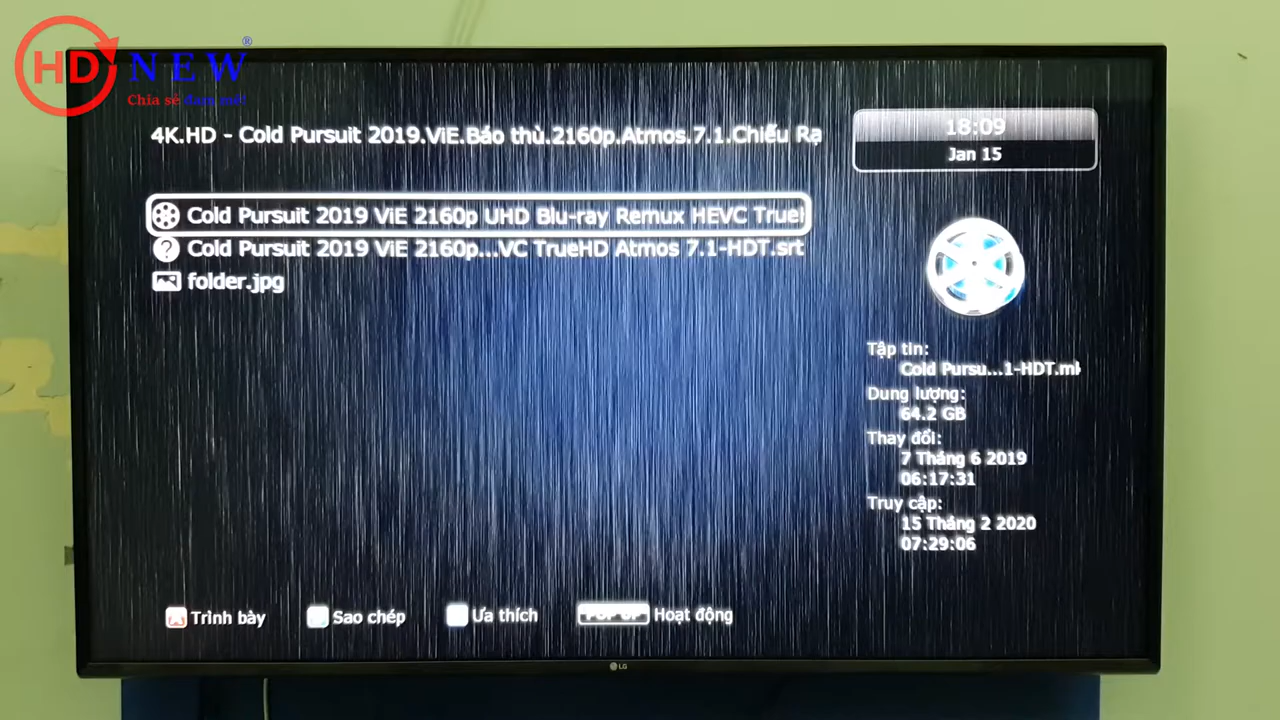 HD NEW®
Chia sẻ đam mê!
4K.HD - Cold Pursuit 2019.ViE.Báo thù.2160p.Atmos.7.1.Chiếu Rạ
18:09
Jan 15
Cold Pursuit 2019 ViE 2160p UHD Blu-ray Remux HEVC True
Cold Pursuit 2019 ViE 2160p...VC TrueHD Atmos 7.1-HDT.srt
folder.jpg
Tập tin:
Cold Pursu...1-HDT.mk
Dung lượng:
64.2 GB
Thay đổi:
7 Tháng 6 2019
06:17:31
Truy cập:
15 Tháng 2 2020
07:29:06
A Trình bày
Sao chép
Ưa thích
POP UP Hoạt động
LG